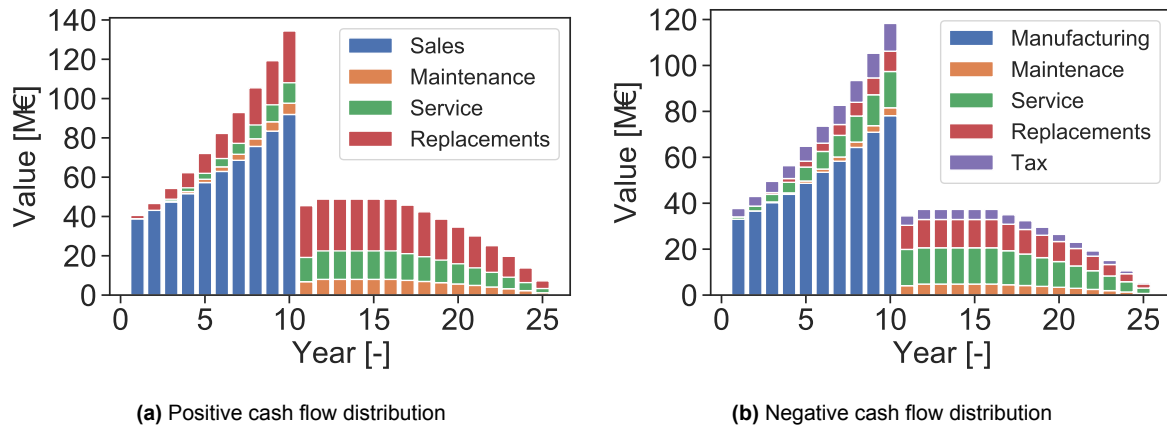 140
120
100
80
60
40
20
0
Value [M€]
Sales
Maintenance
Service
Replacements
0 5 10 15 20 25
Year [-]
(a) Positive cash flow distribution
120
100
80
60
40
20
0
Value [M€]
Manufacturing
Maintenace
Service
Replacements
Tax
0 5 10 15 20 25
Year [-]
(b) Negative cash flow distribution